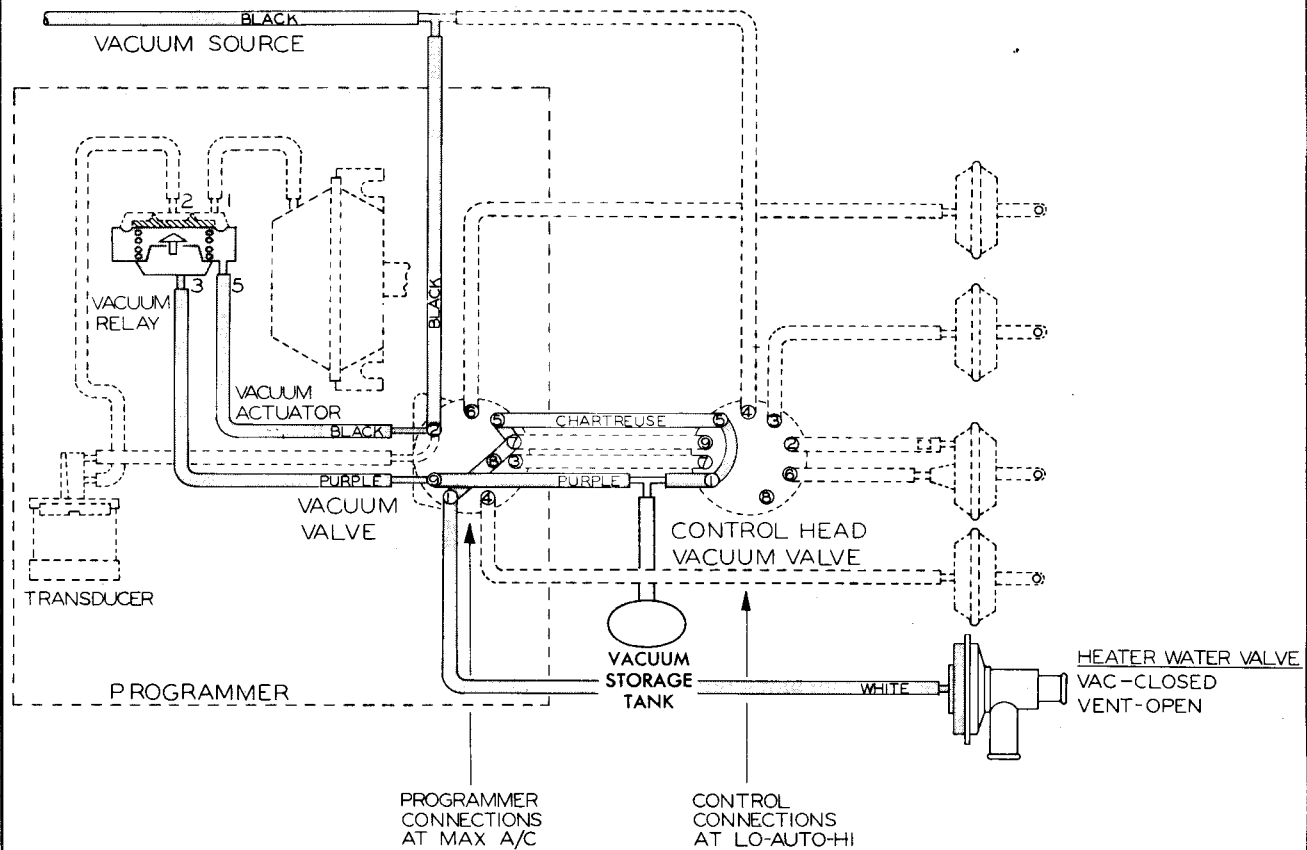 BLACK
VACUUM SOURCE
2
1
3
5
VACUUM
RELAY
BLACK
VACUUM
ACTUATOR
BLACK
6
5
CHARTREUSE
5
4
3
2
7
9
2
8
3
7
6
PURPLE
9
PURPLE
1
8
1
4
VACUUM
VALVE
CONTROL HEAD
VACUUM VALVE
TRANSDUCER
VACUUM
STORAGE
TANK
HEATER WATER VALVE
VAC-CLOSED
VENT-OPEN
WHITE
PROGRAMMER
PROGRAMMER
CONNECTIONS
AT MAX A/C
CONTROL
CONNECTIONS
AT LO-AUTO-HI